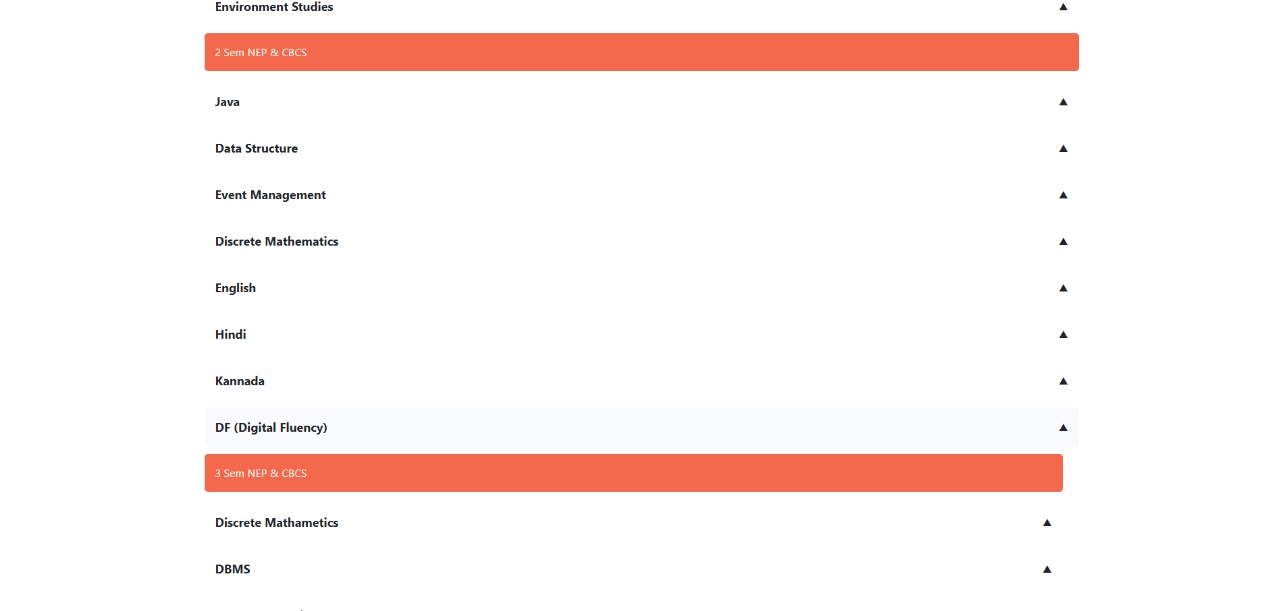 Environment Studies
2 Sem NEP & CBCS
Java
Data Structure
Event Management
Discrete Mathematics
English
Hindi
Kannada
DF (Digital Fluency)
3 Sem NEP & CBCS
Discrete Mathametics
DBMS